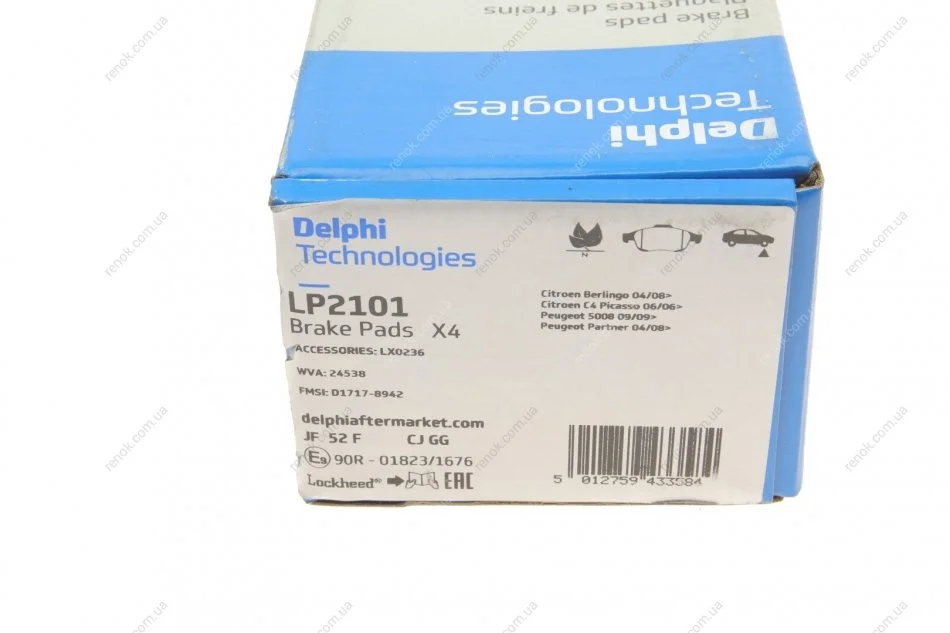 Brake pads
Plaquettes de freins
Delphi
Technologies
Delphi
Technologies
LP2101
Brake Pads X4
ACCESSORIES: LX0236
WVA: 24538
FMSI: D1717-8942
delphiaftermarket.com
JF 52 F CJ GG
E9 90R - 01823/1676
Lockheed® EAC
N
Citroen Berlingo 04/08>
Citroen C4 Picasso 06/06>
Peugeot 5008 09/09>
Peugeot Partner 04/08>
5 012759 433584
renok.com.ua